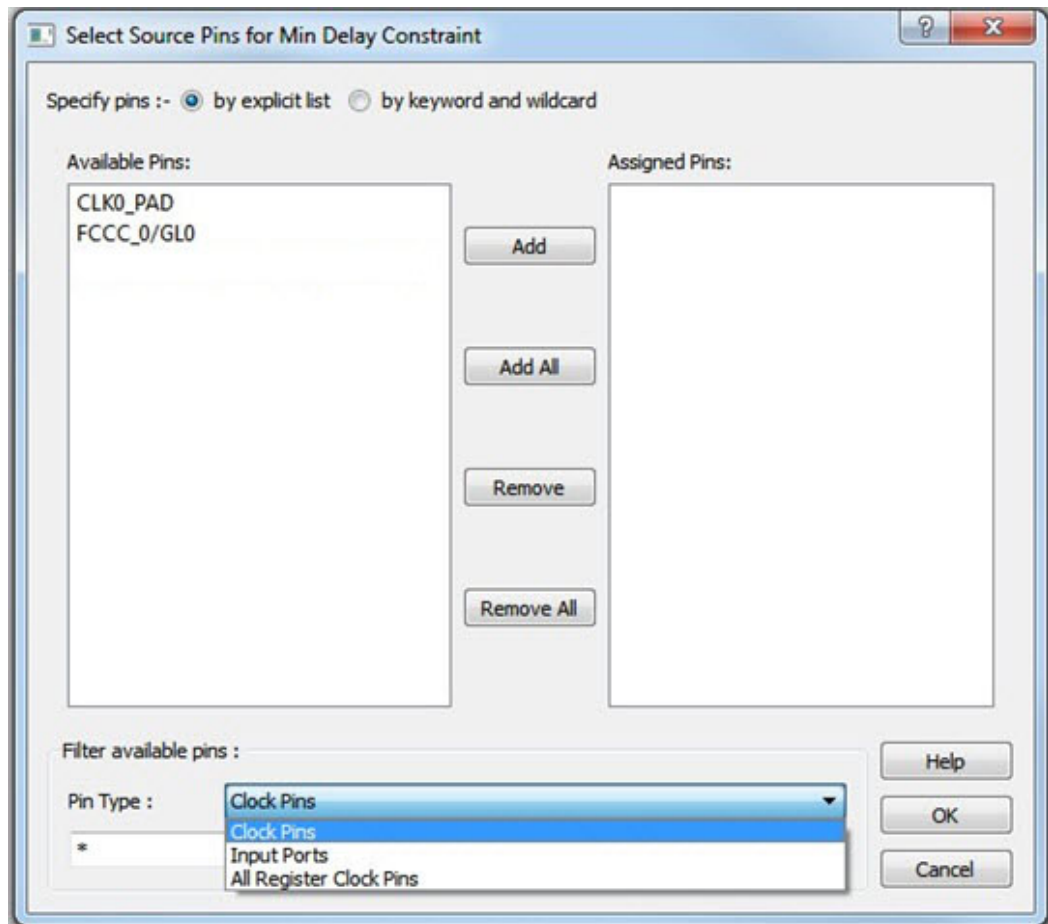 Select Source Pins for Min Delay Constraint
?
Specify pins :- by explicit list by keyword and wildcard
Available Pins:
Assigned Pins:
CLK0_PAD
FCCC_0/GL0
Add
Add All
Remove
Remove All
Filter available pins :
Pin Type :
Clock Pins
Clock Pins
Input Ports
All Register Clock Pins
*
Help
OK
Cancel